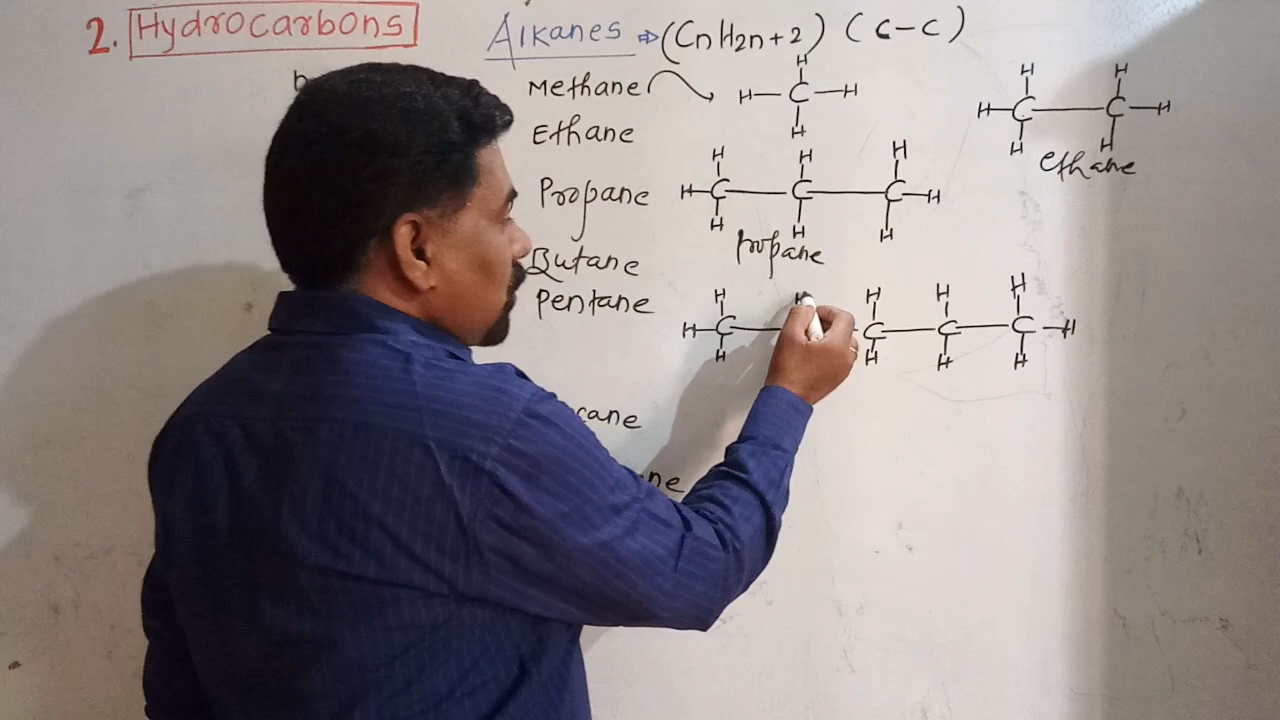 2. Hydrocarbons Alkanes ⇒ (CnH2n+2) (C-C)
Methane
H
H-C-H
H
Ethane
H H
H-C-C-H
H H
ethane
Propane
H H H
H-C-C-C-H
H H H
propane
Butane
Pentane
H H H H H
H-C C-C-C-H
H H H H